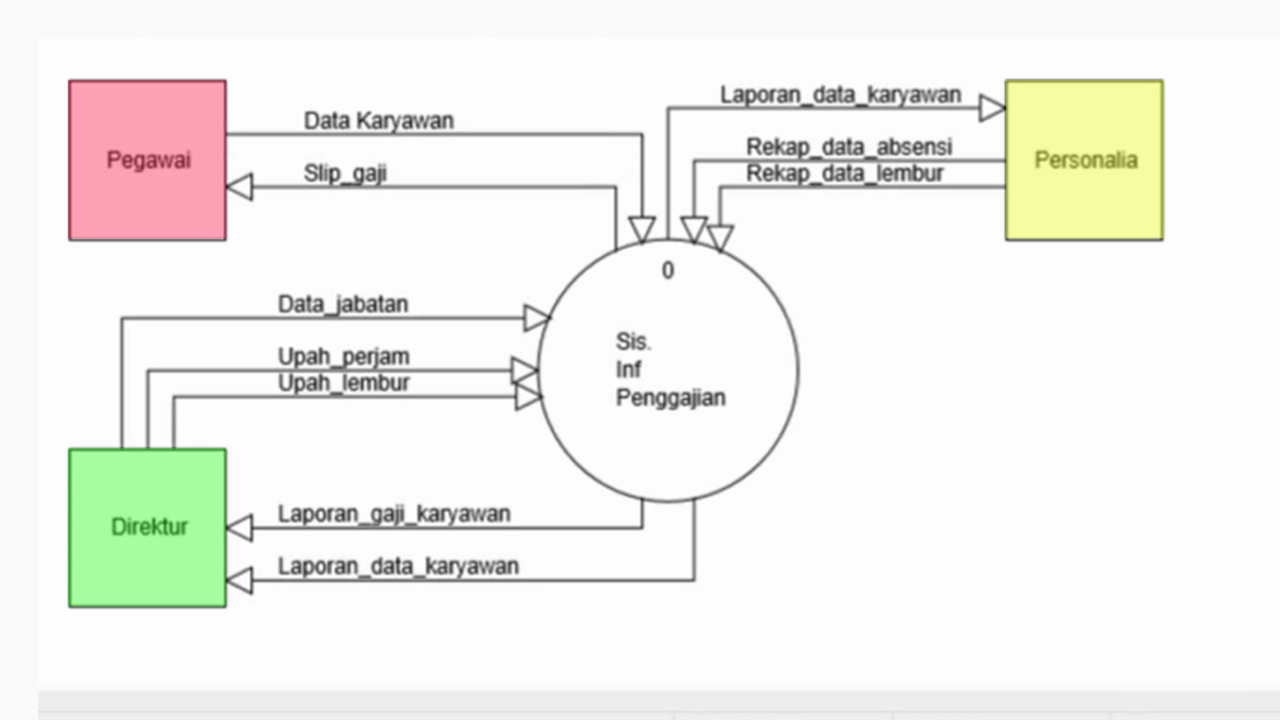 Laporan_data_karyawan
Data Karyawan
Rekap_data_absensi
Pegawai
Personalia
Slip_gaji
Rekap_data_lembur
0
Data_jabatan
Sis.
Inf
Penggajian
Upah_perjam
Upah_lembur
Direktur
Laporan_gaji_karyawan
Laporan_data_karyawan